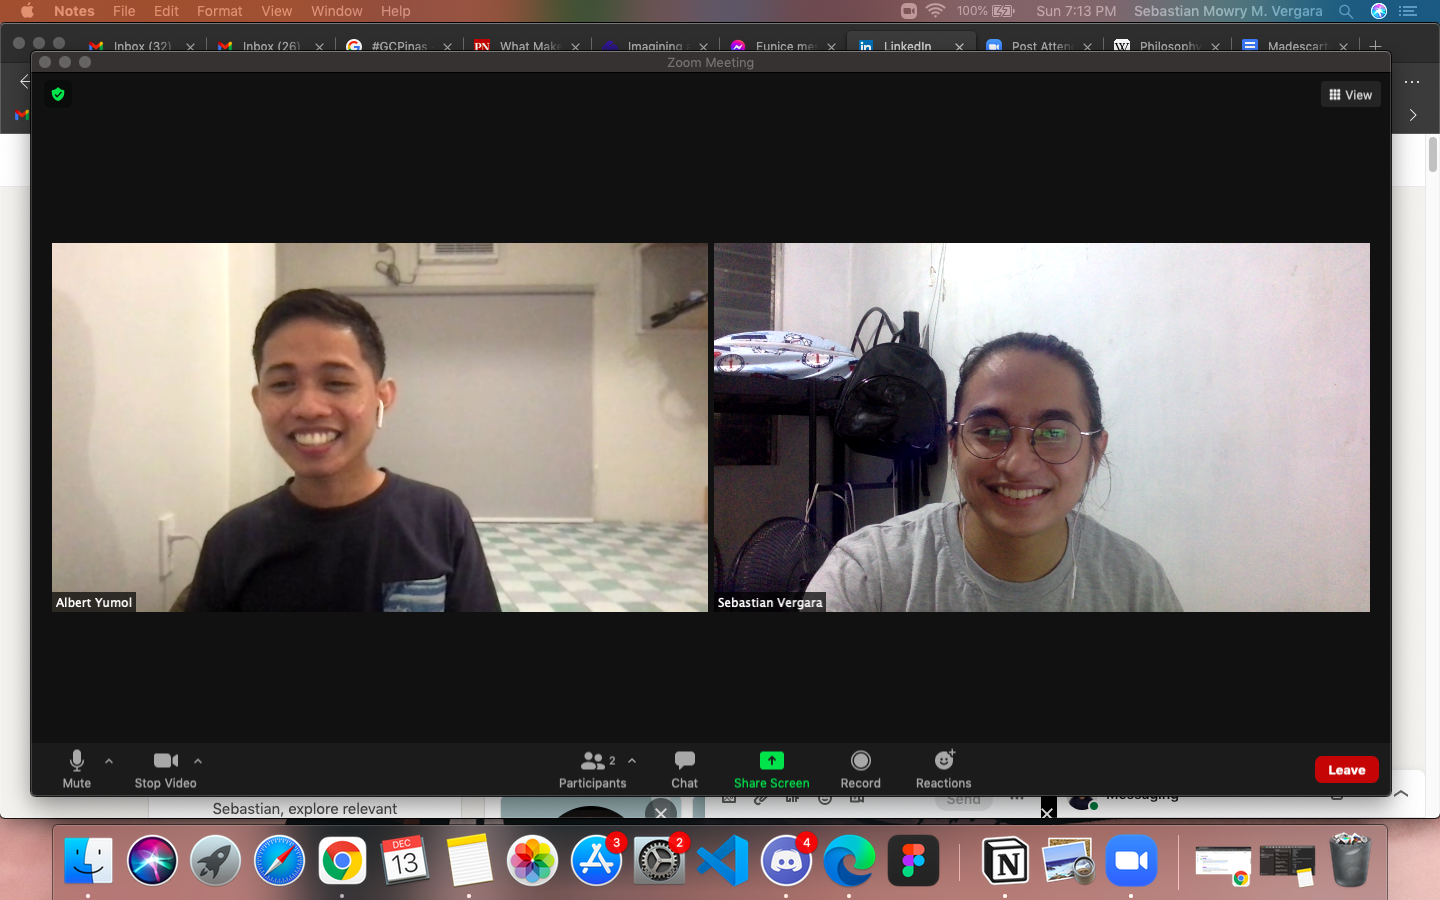 Notes File Edit Format View Window Help 100% Sun 7:13 PM Sebastian Mowry M. Vergara
Inbox (32) Inbox (26) #GCPinas PN What Make Imagining Eunice me LinkedIn Post Atten Philosophy Madescart
Zoom Meeting
View
Albert Yumol
Sebastian Vergara
2
Mute Stop Video Participants Chat Share Screen Record Reactions Leave
Sebastian, explore relevant Send Messaging
3 2 4
DEC
13